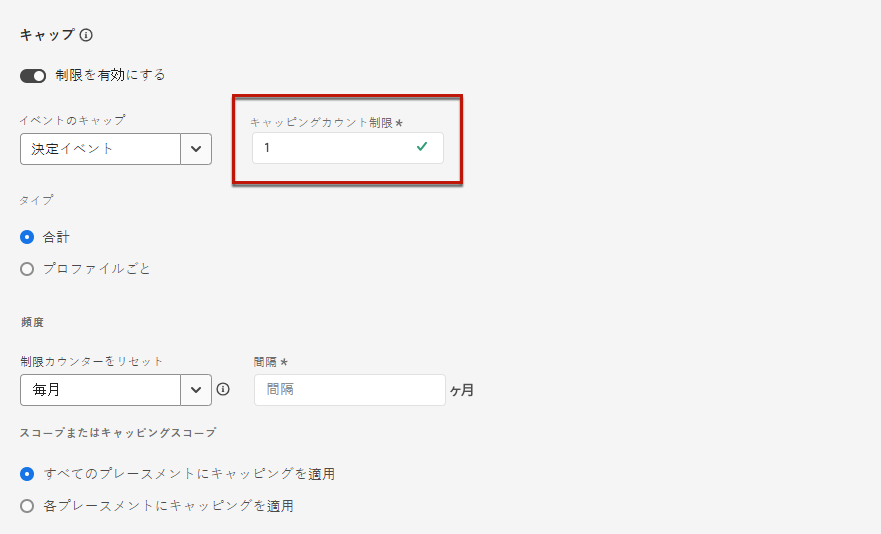 キャップ
制限を有効にする
イベントのキャップ
決定イベント
キャッピングカウント制限*
1
タイプ
合計
プロファイルごと
頻度
制限カウンターをリセット
毎月
間隔*
間隔
ヶ月
スコープまたはキャッピングスコープ
すべてのプレースメントにキャッピングを適用
各プレースメントにキャッピングを適用